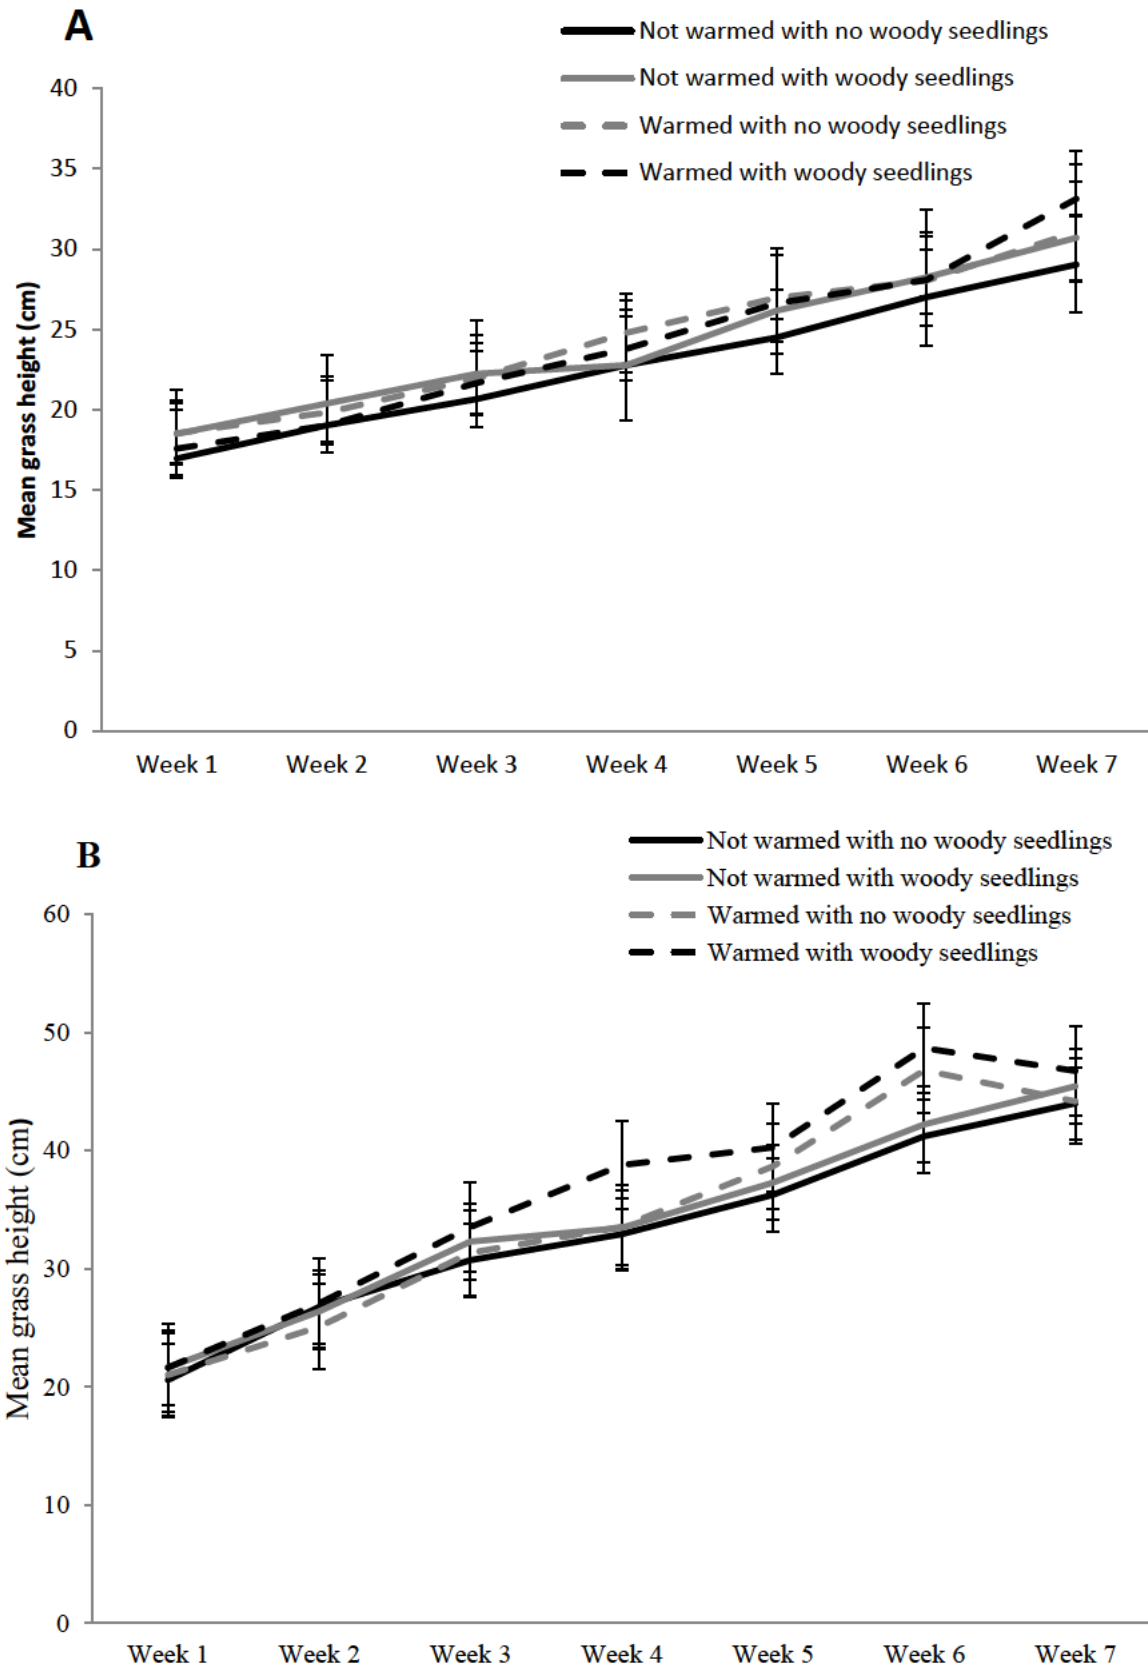 A
Not warmed with no woody seedlings
Not warmed with woody seedlings
Warmed with no woody seedlings
Warmed with woody seedlings
40
35
30
25
20
15
10
5
0
Mean grass height (cm)
Week 1 Week 2 Week 3 Week 4 Week 5 Week 6 Week 7
B
Not warmed with no woody seedlings
Not warmed with woody seedlings
Warmed with no woody seedlings
Warmed with woody seedlings
60
50
40
30
20
10
0
Mean grass height (cm)
Week 1 Week 2 Week 3 Week 4 Week 5 Week 6 Week 7